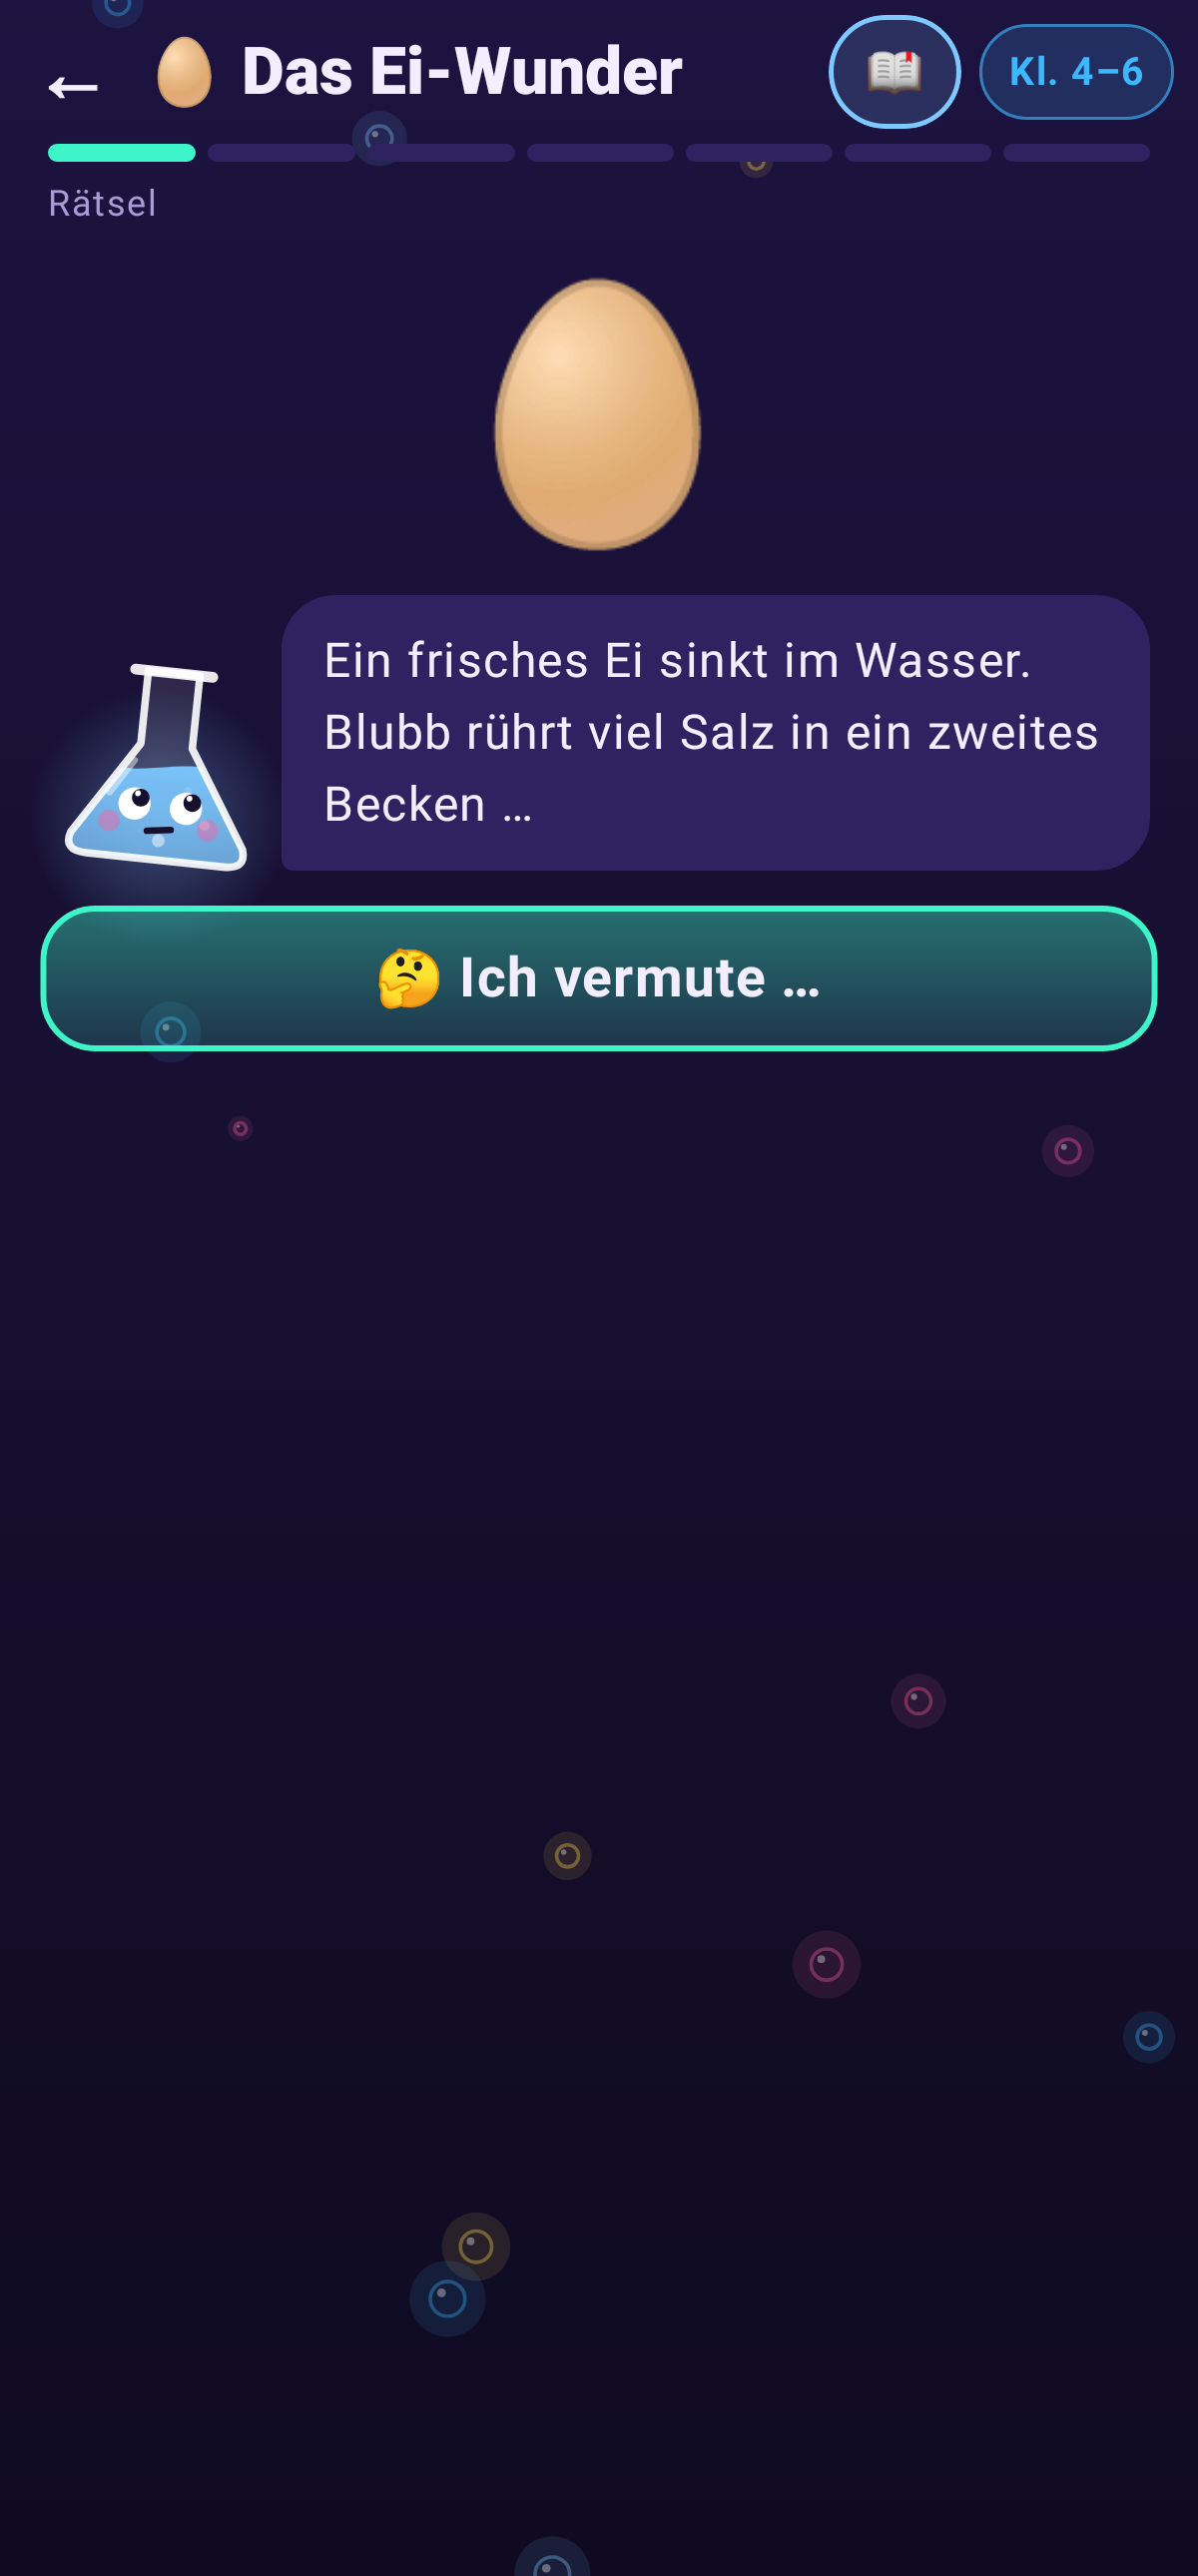 ← Das Ei-Wunder Kl. 4–6
Rätsel
Ein frisches Ei sinkt im Wasser.
Blubb rührt viel Salz in ein zweites
Becken …
🤔 Ich vermute …